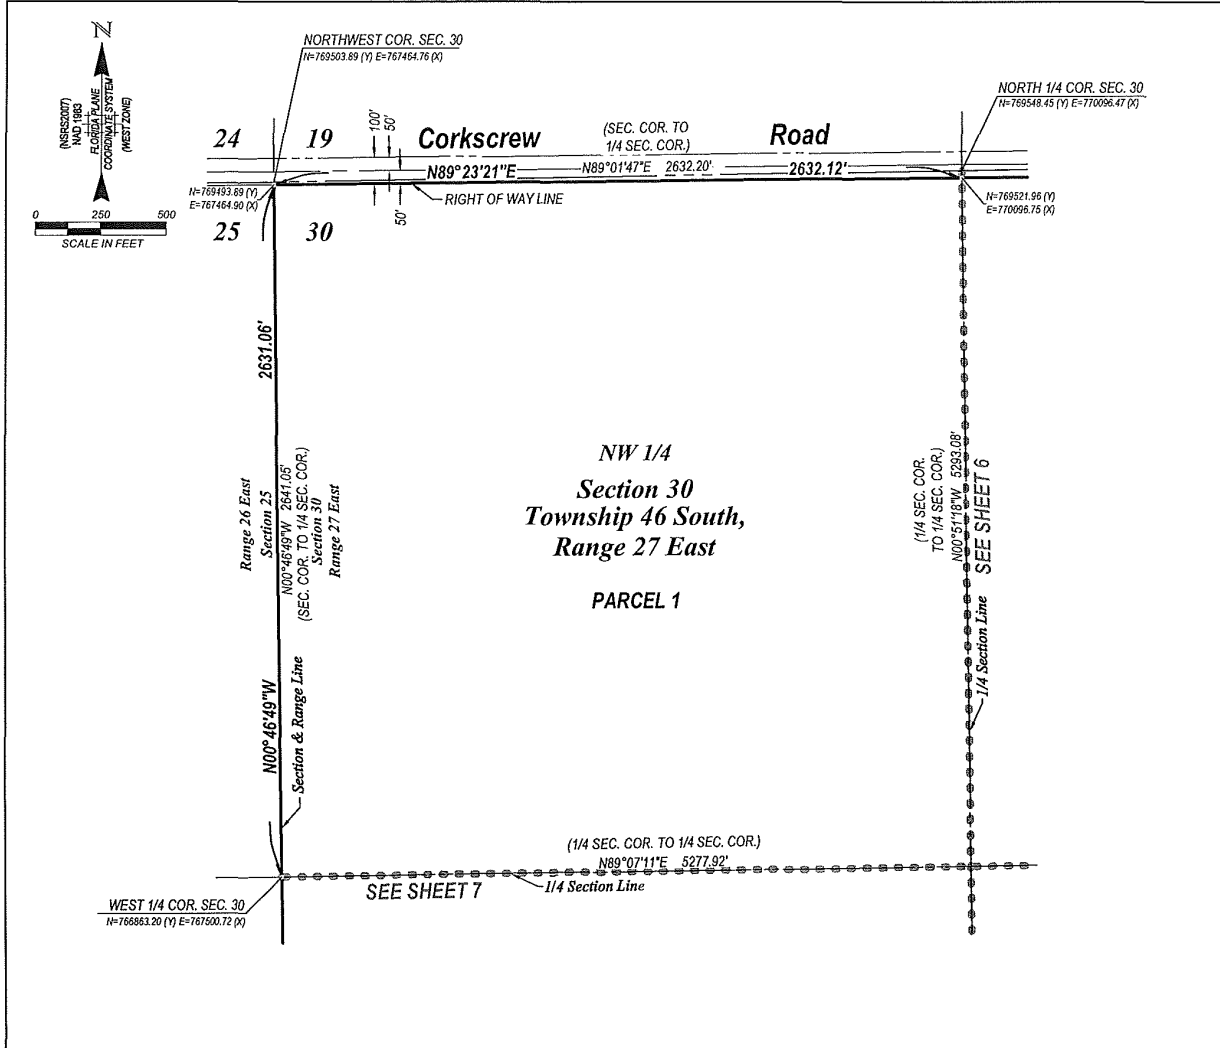 N
(NSRS2007)
NAD 1983
FLORIDA PLANE
COORDINATE SYSTEM
(WEST ZONE)
0 250 500
SCALE IN FEET
NORTHWEST COR. SEC. 30
N=769503.89 (Y) E=767464.76 (X)
NORTH 1/4 COR. SEC. 30
N=769548.45 (Y) E=770096.47 (X)
24 19
100'
50'
Corkscrew
(SEC. COR. TO
1/4 SEC. COR.)
Road
N89°23'21"E
N89°01'47"E 2632.20'
2632.12'
N=769493.89 (Y)
E=767464.90 (X)
RIGHT OF WAY LINE
50'
N=769521.96 (Y)
E=770096.75 (X)
25 30
2631.06'
Range 26 East
Section 25
N00°46'49"W 2641.05'
(SEC. COR. TO 1/4 SEC. COR.)
Section 30
Range 27 East
N00°46'49"W
Section & Range Line
NW 1/4
Section 30
Township 46 South,
Range 27 East
PARCEL 1
(1/4 SEC. COR.
TO 1/4 SEC. COR.)
N00°51'18"W 5293.08'
SEE SHEET 6
1/4 Section Line
(1/4 SEC. COR. TO 1/4 SEC. COR.)
N89°07'11"E 5277.92'
1/4 Section Line
SEE SHEET 7
WEST 1/4 COR. SEC. 30
N=766863.20 (Y) E=767500.72 (X)